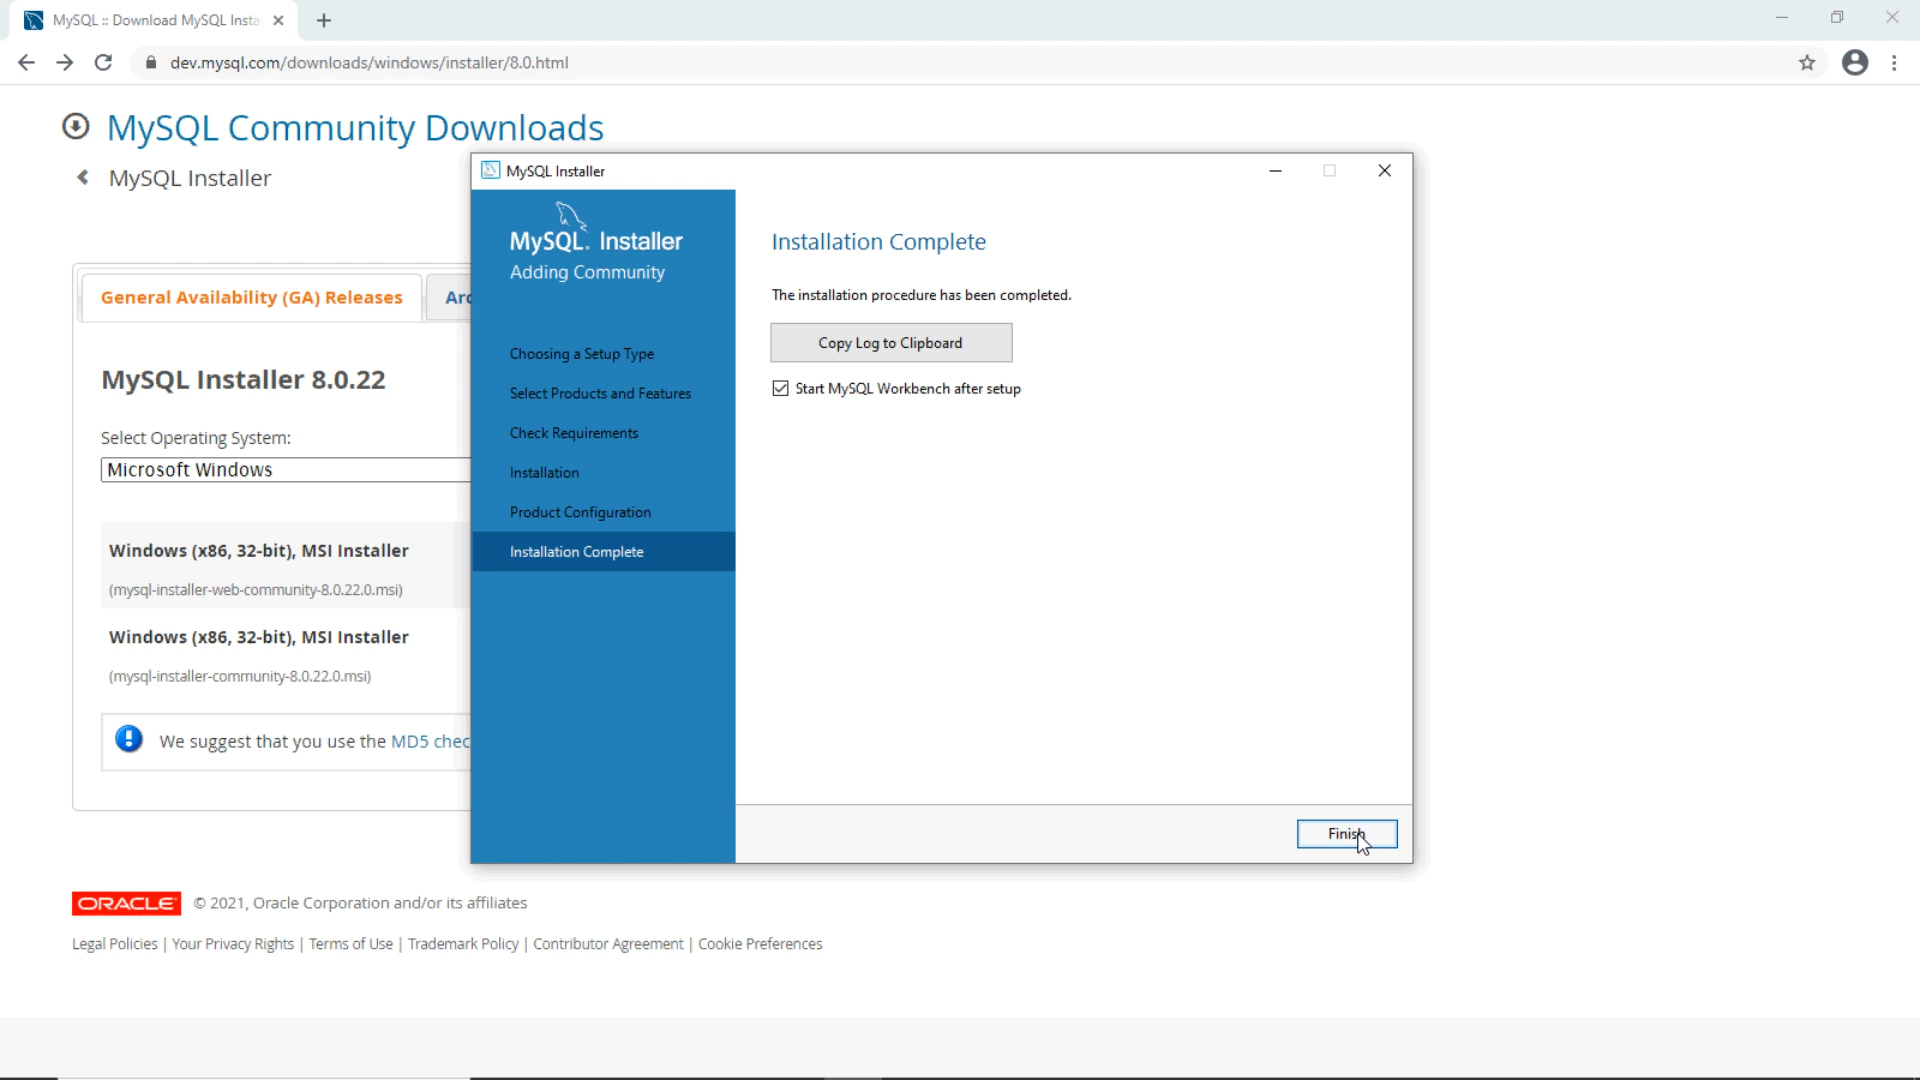 MySQL :: Download MySQL Insta
dev.mysql.com/downloads/windows/installer/8.0.html
MySQL Community Downloads
MySQL Installer
General Availability (GA) Releases
Arc
MySQL Installer 8.0.22
Select Operating System:
Microsoft Windows
Windows (x86, 32-bit), MSI Installer
(mysql-installer-web-community-8.0.22.0.msi)
Windows (x86, 32-bit), MSI Installer
(mysql-installer-community-8.0.22.0.msi)
We suggest that you use the MD5 chec
MySQL Installer
MySQL. Installer
Adding Community
Choosing a Setup Type
Select Products and Features
Check Requirements
Installation
Product Configuration
Installation Complete
Installation Complete
The installation procedure has been completed.
Copy Log to Clipboard
Start MySQL Workbench after setup
Finish
ORACLE © 2021, Oracle Corporation and/or its affiliates
Legal Policies | Your Privacy Rights | Terms of Use | Trademark Policy | Contributor Agreement | Cookie Preferences